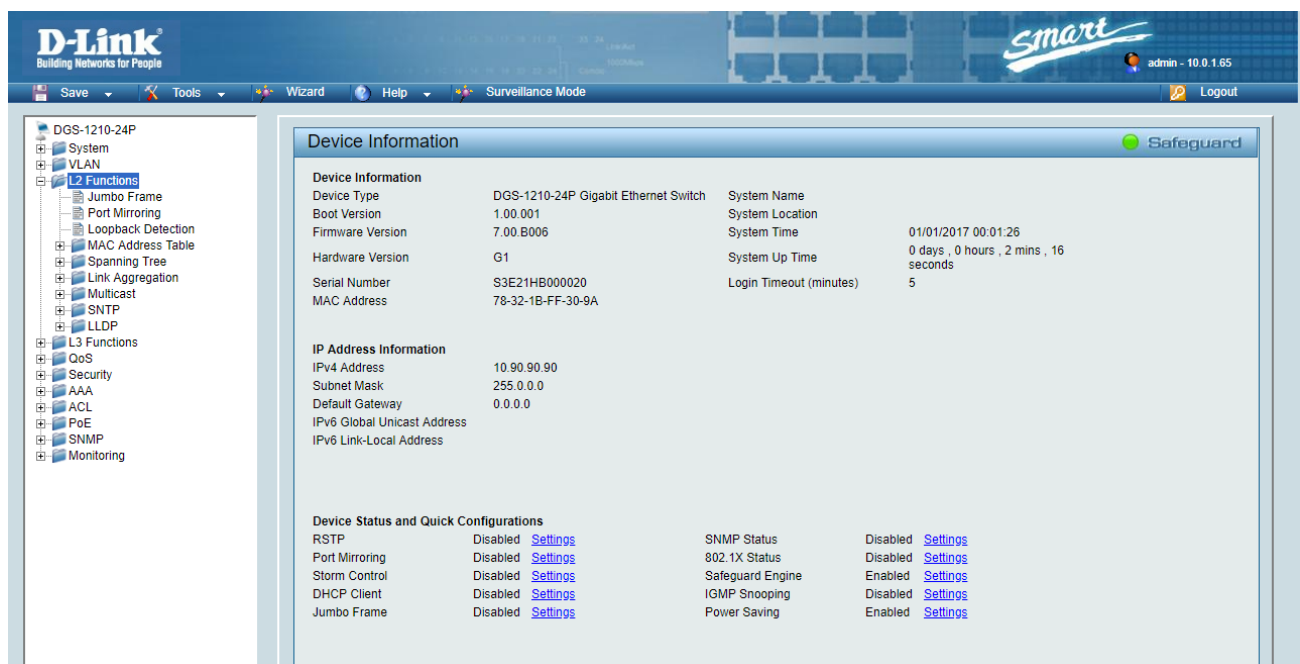 D-Link
Building Networks for People
smart
admin - 10.0.1.65
Save Tools Wizard Help Surveillance Mode Logout
DGS-1210-24P
System
VLAN
L2 Functions
Jumbo Frame
Port Mirroring
Loopback Detection
MAC Address Table
Spanning Tree
Link Aggregation
Multicast
SNTP
LLDP
L3 Functions
QoS
Security
AAA
ACL
PoE
SNMP
Monitoring
Device Information Safeguard
Device Information
Device Type DGS-1210-24P Gigabit Ethernet Switch System Name
Boot Version 1.00.001 System Location
Firmware Version 7.00.B006 System Time 01/01/2017 00:01:26
Hardware Version G1 System Up Time 0 days , 0 hours , 2 mins , 16
seconds
Serial Number S3E21HB000020 Login Timeout (minutes) 5
MAC Address 78-32-1B-FF-30-9A
IP Address Information
IPv4 Address 10.90.90.90
Subnet Mask 255.0.0.0
Default Gateway 0.0.0.0
IPv6 Global Unicast Address
IPv6 Link-Local Address
Device Status and Quick Configurations
RSTP Disabled Settings SNMP Status Disabled Settings
Port Mirroring Disabled Settings 802.1X Status Disabled Settings
Storm Control Disabled Settings Safeguard Engine Enabled Settings
DHCP Client Disabled Settings IGMP Snooping Disabled Settings
Jumbo Frame Disabled Settings Power Saving Enabled Settings